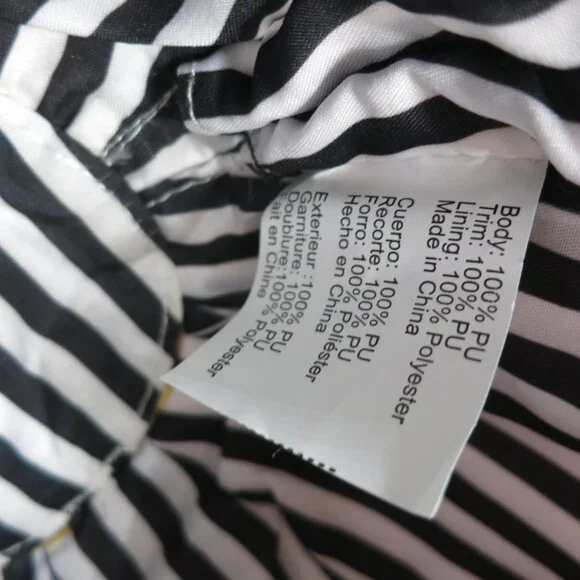 Body: 100% PU
Trim: 100% PU
Lining: 100% Polyester
Made in China
Cuerpo: 100% PU
Recorte: 100% PU
Forro: 100% Poliéster
Hecho en China
Exterieur :100% PU
Garniture: 100% PU
Doublure:100% Polyester
ait en Chine